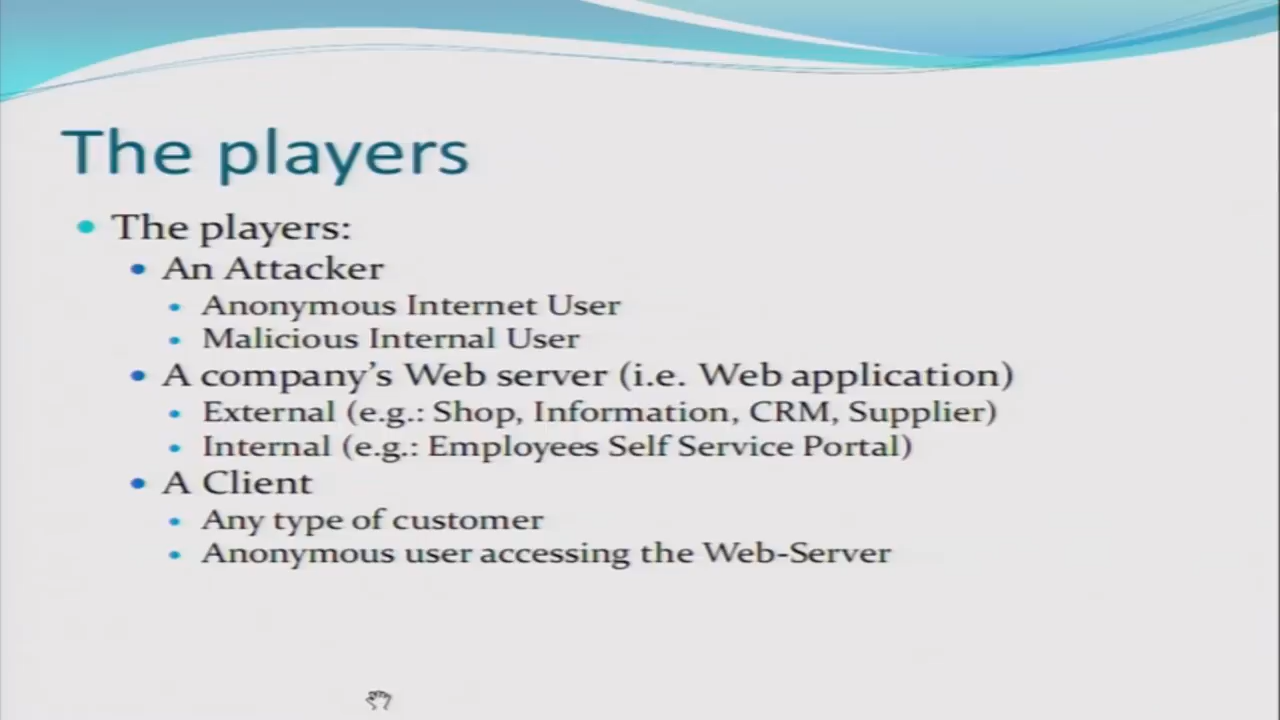 The players
The players:
An Attacker
Anonymous Internet User
Malicious Internal User
A company's Web server (i.e. Web application)
External (e.g.: Shop, Information, CRM, Supplier)
Internal (e.g.: Employees Self Service Portal)
A Client
Any type of customer
Anonymous user accessing the Web-Server